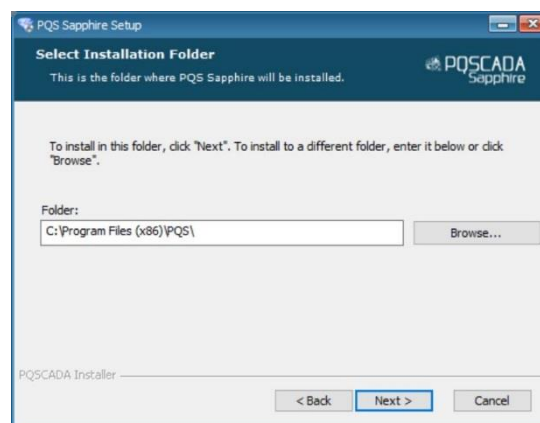 PQS Sapphire Setup
Select Installation Folder
This is the folder where PQS Sapphire will be installed.
PQSCADA
Sapphire
To install in this folder, click "Next". To install to a different folder, enter it below or click
"Browse".
Folder:
C:\Program Files (x86)\PQS\
Browse...
PQSCADA Installer
< Back
Next >
Cancel